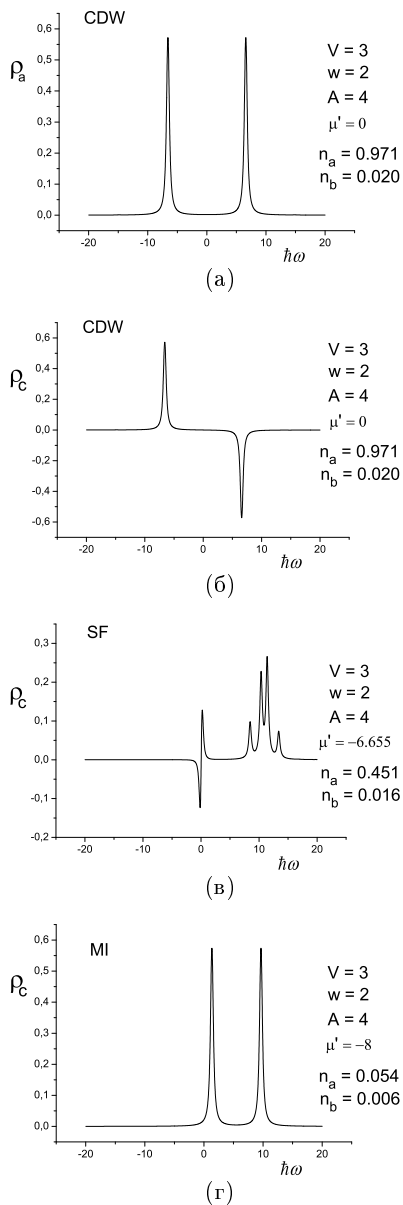 CDW
ρa
V = 3
w = 2
A = 4
μ' = 0
na = 0.971
nb = 0.020
0,6
0,5
0,4
0,3
0,2
0,1
0,0
-20 -10 0 10 20
ħω
(а)
CDW
ρC
V = 3
w = 2
A = 4
μ' = 0
na = 0.971
nb = 0.020
0,6
0,4
0,2
0,0
-0,2
-0,4
-0,6
-20 -10 0 10 20
ħω
(б)
SF
ρC
V = 3
w = 2
A = 4
μ' = −6.655
na = 0.451
nb = 0.016
0,3
0,2
0,1
0,0
-0,1
-0,2
-20 -10 0 10 20
ħω
(в)
MI
ρC
V = 3
w = 2
A = 4
μ' = −8
na = 0.054
nb = 0.006
0,6
0,5
0,4
0,3
0,2
0,1
0,0
-20 -10 0 10 20
ħω
(г)